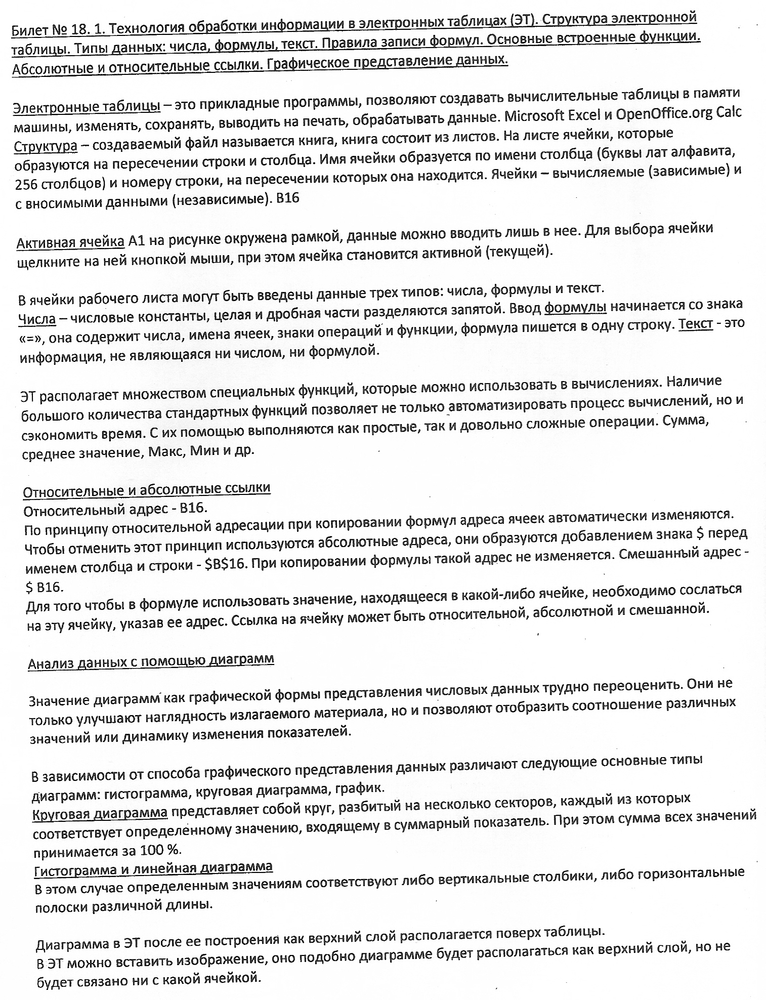 Билет № 18. 1. Технология обработки информации в электронных таблицах (ЭТ). Структура электронной
таблицы. Типы данных: числа, формулы, текст. Правила записи формул. Основные встроенные функции.
Абсолютные и относительные ссылки. Графическое представление данных.
Электронные таблицы – это прикладные программы, позволяют создавать вычислительные таблицы в памяти
машины, изменять, сохранять, выводить на печать, обрабатывать данные. Microsoft Excel и OpenOffice.org Calc
Структура – создаваемый файл называется книга, книга состоит из листов. На листе ячейки, которые
образуются на пересечении строки и столбца. Имя ячейки образуется по имени столбца (буквы лат алфавита,
256 столбцов) и номеру строки, на пересечении которых она находится. Ячейки – вычисляемые (зависимые) и
с вносимыми данными (независимые). B16
Активная ячейка А1 на рисунке окружена рамкой, данные можно вводить лишь в нее. Для выбора ячейки
щелкните на ней кнопкой мыши, при этом ячейка становится активной (текущей).
В ячейки рабочего листа могут быть введены данные трех типов: числа, формулы и текст.
Числа – числовые константы, целая и дробная части разделяются запятой. Ввод формулы начинается со знака
«=», она содержит числа, имена ячеек, знаки операций и функции, формула пишется в одну строку. Текст - это
информация, не являющаяся ни числом, ни формулой.
ЭТ располагает множеством специальных функций, которые можно использовать в вычислениях. Наличие
большого количества стандартных функций позволяет не только автоматизировать процесс вычислений, но и
сэкономить время. С их помощью выполняются как простые, так и довольно сложные операции. Сумма,
среднее значение, Макс, Мин и др.
Относительные и абсолютные ссылки
Относительный адрес - B16.
По принципу относительной адресации при копировании формул адреса ячеек автоматически изменяются.
Чтобы отменить этот принцип используются абсолютные адреса, они образуются добавлением знака $ перед
именем столбца и строки - $B$16. При копировании формулы такой адрес не изменяется. Смешанный адрес -
$ B16.
Для того чтобы в формуле использовать значение, находящееся в какой-либо ячейке, необходимо сослаться
на эту ячейку, указав ее адрес. Ссылка на ячейку может быть относительной, абсолютной и смешанной.
Анализ данных с помощью диаграмм
Значение диаграмм как графической формы представления числовых данных трудно переоценить. Они не
только улучшают наглядность излагаемого материала, но и позволяют отобразить соотношение различных
значений или динамику изменения показателей.
В зависимости от способа графического представления данных различают следующие основные типы
диаграмм: гистограмма, круговая диаграмма, график.
Круговая диаграмма представляет собой круг, разбитый на несколько секторов, каждый из которых
соответствует определенному значению, входящему в суммарный показатель. При этом сумма всех значений
принимается за 100 %.
Гистограмма и линейная диаграмма
В этом случае определенным значениям соответствуют либо вертикальные столбики, либо горизонтальные
полоски различной длины.
Диаграмма в ЭТ после ее построения как верхний слой располагается поверх таблицы.
В ЭТ можно вставить изображение, оно подобно диаграмме будет располагаться как верхний слой, но не
будет связано ни с какой ячейкой.